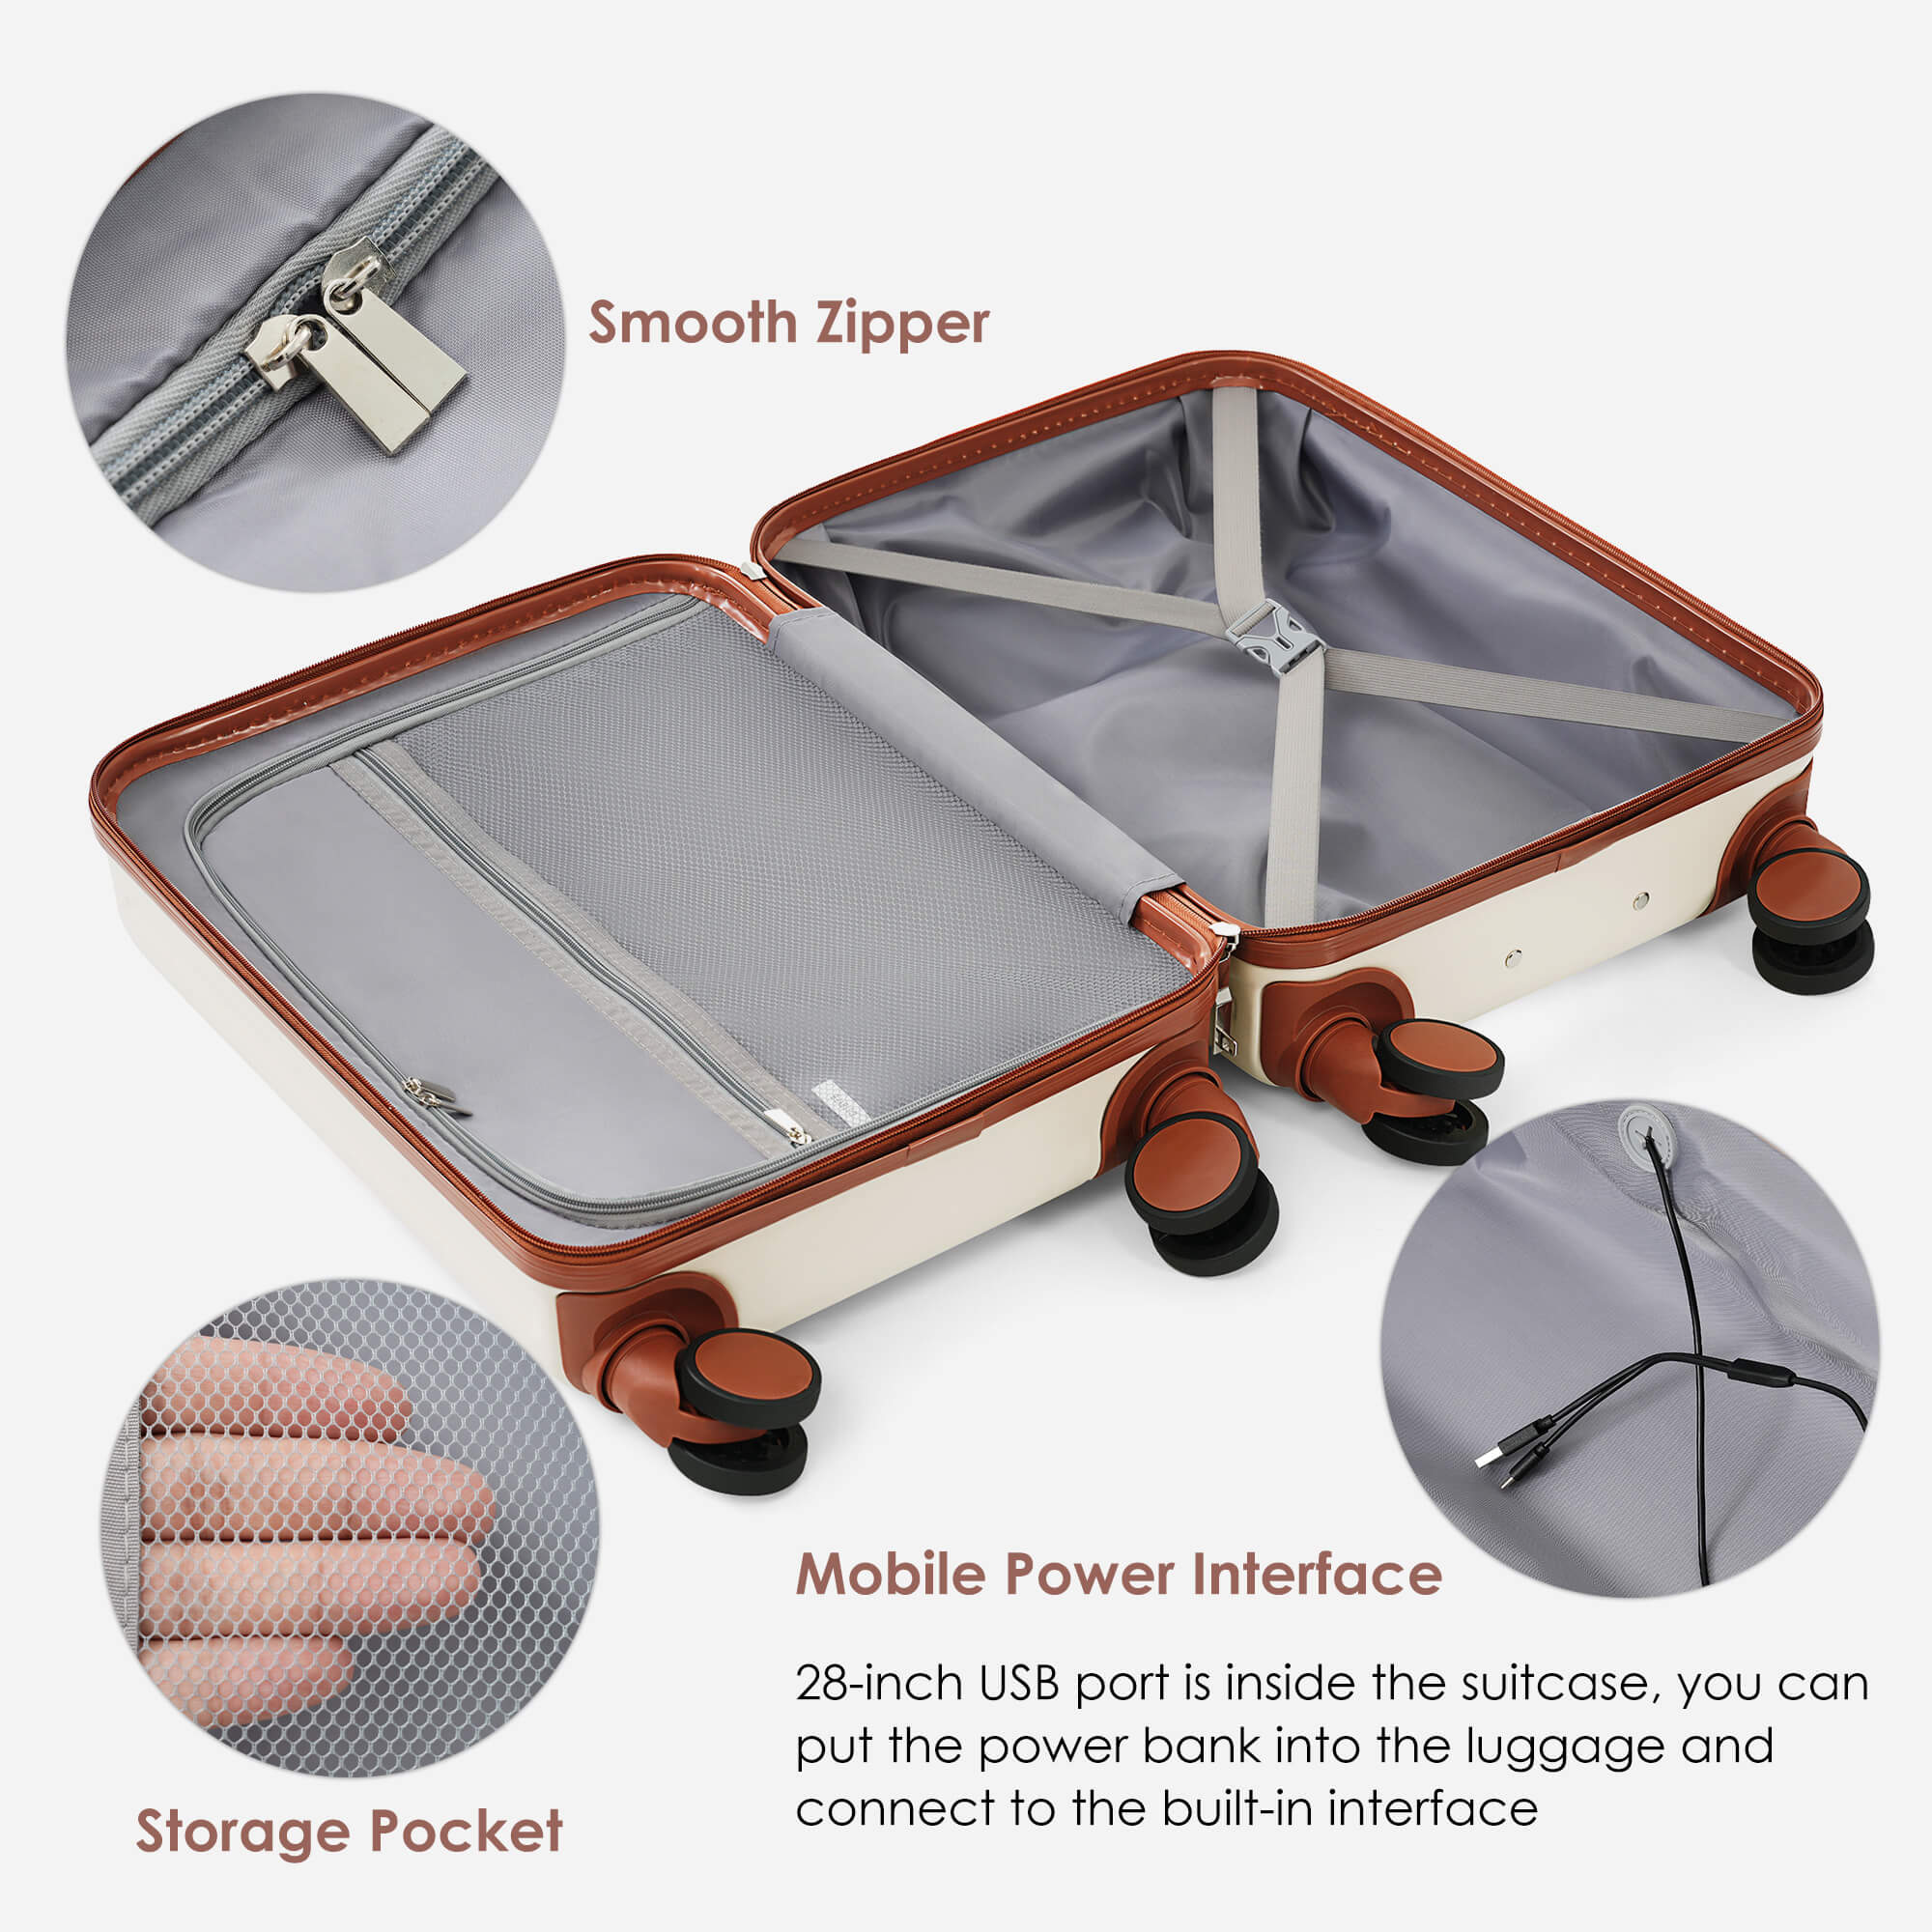 Smooth Zipper
Mobile Power Interface
28-inch USB port is inside the suitcase, you can
put the power bank into the luggage and
connect to the built-in interface
Storage Pocket